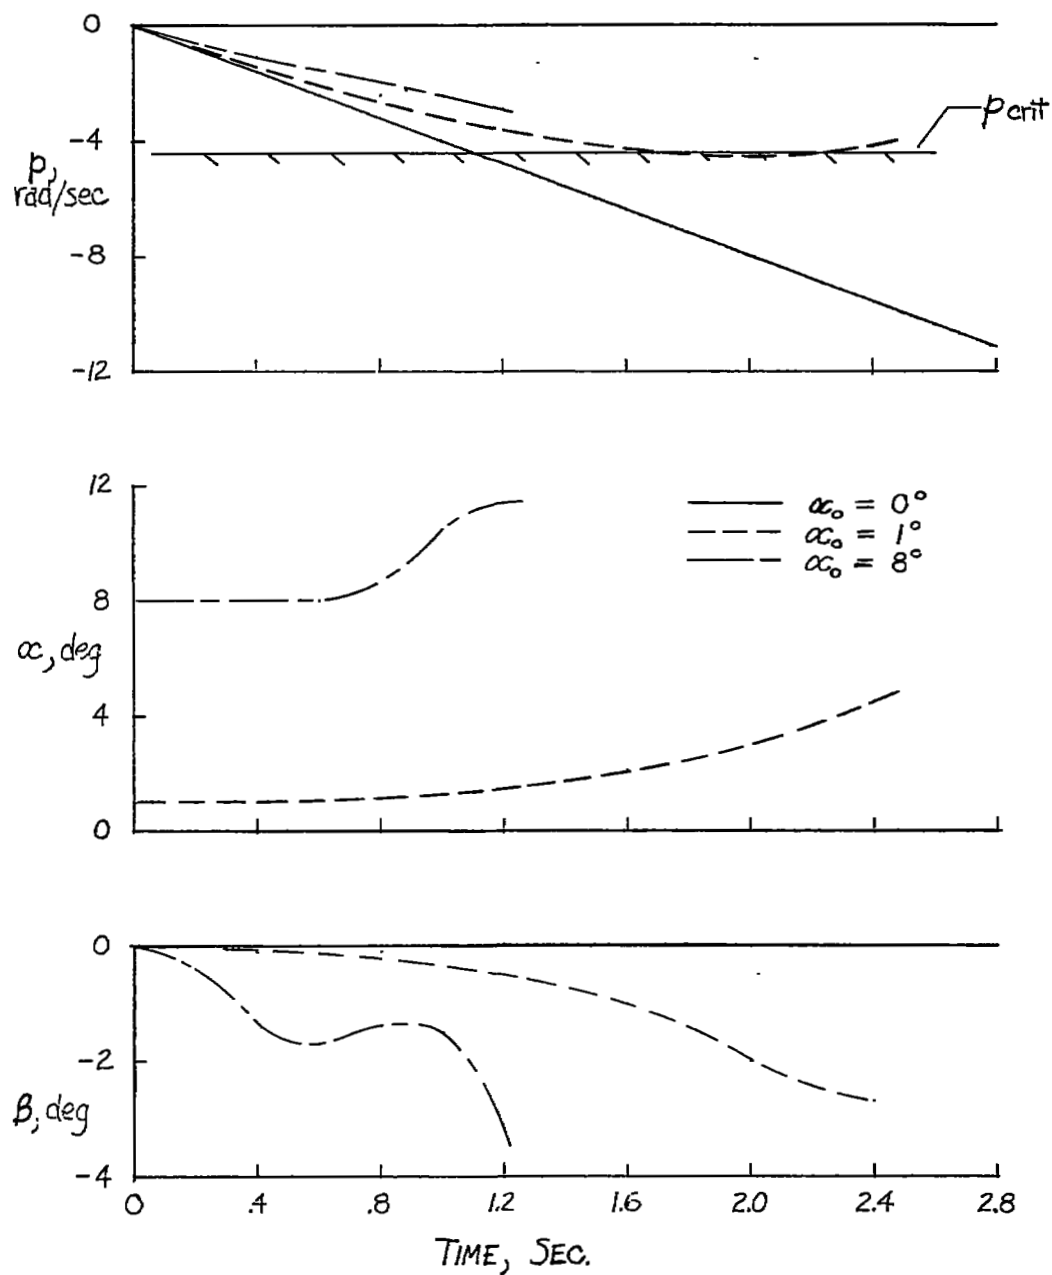 0
-4
-8
-12
p,
rad/sec
p crit
12
8
4
0
α, deg
α₀ = 0°
α₀ = 1°
α₀ = 8°
0
-2
-4
β, deg
0 .4 .8 1.2 1.6 2.0 2.4 2.8
TIME, SEC.